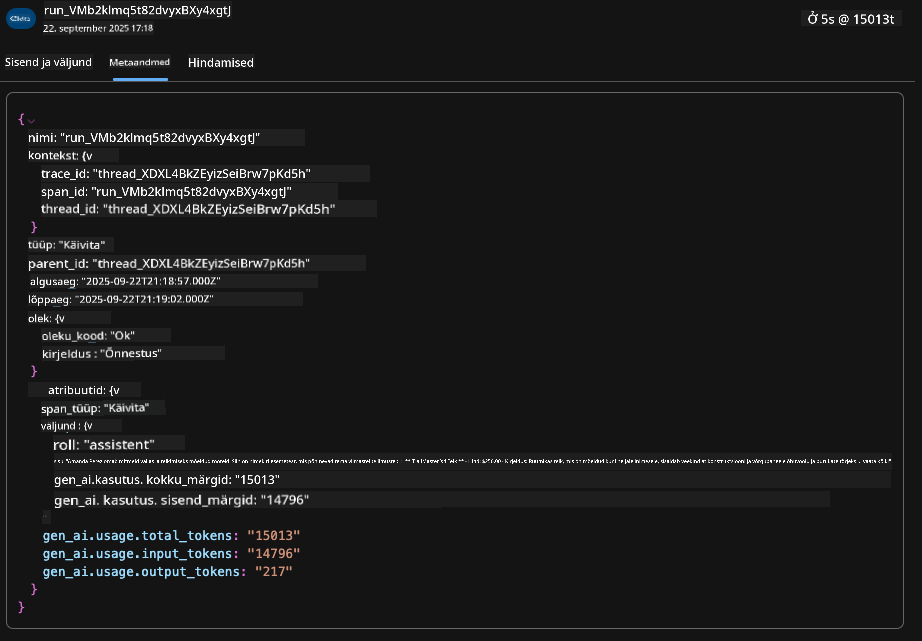 run_VMb2klmq5t82dvyxBXy4xgtJ
22. september 2025 17:18
Ở 5s @ 15013t
Sisend ja väljund
Metaandmed
Hindamised
{
nimi: "run_VMb2klmq5t82dvyxBXy4xgtJ"
kontekst: {v
trace_id: "thread_XDXL4BkZEyizSeiBrw7pKd5h"
span_id: "run_VMb2klmq5t82dvyxBXy4xgtJ"
thread_id: "thread_XDXL4BkZEyizSeiBrw7pKd5h"
}
tüüp: "Käivita"
parent_id: "thread_XDXL4BkZEyizSeiBrw7pKd5h"
algusaeg: "2025-09-22T21:18:57.000Z"
lõppaeg: "2025-09-22T21:19:02.000Z"
olek: {v
oleku_kood: "Ok"
kirjeldus : "Õnnestus"
}
atribuutid: {v
span_tüüp: "Käivita"
väljund : {v
roll: "assistent"
gen_ai.kasutus. kokku_märgid: "15013"
gen_ai. kasutus. sisend_märgid: "14796"
gen_ai.usage.total_tokens: "15013"
gen_ai.usage.input_tokens: "14796"
gen_ai.usage.output_tokens: "217"
}
}